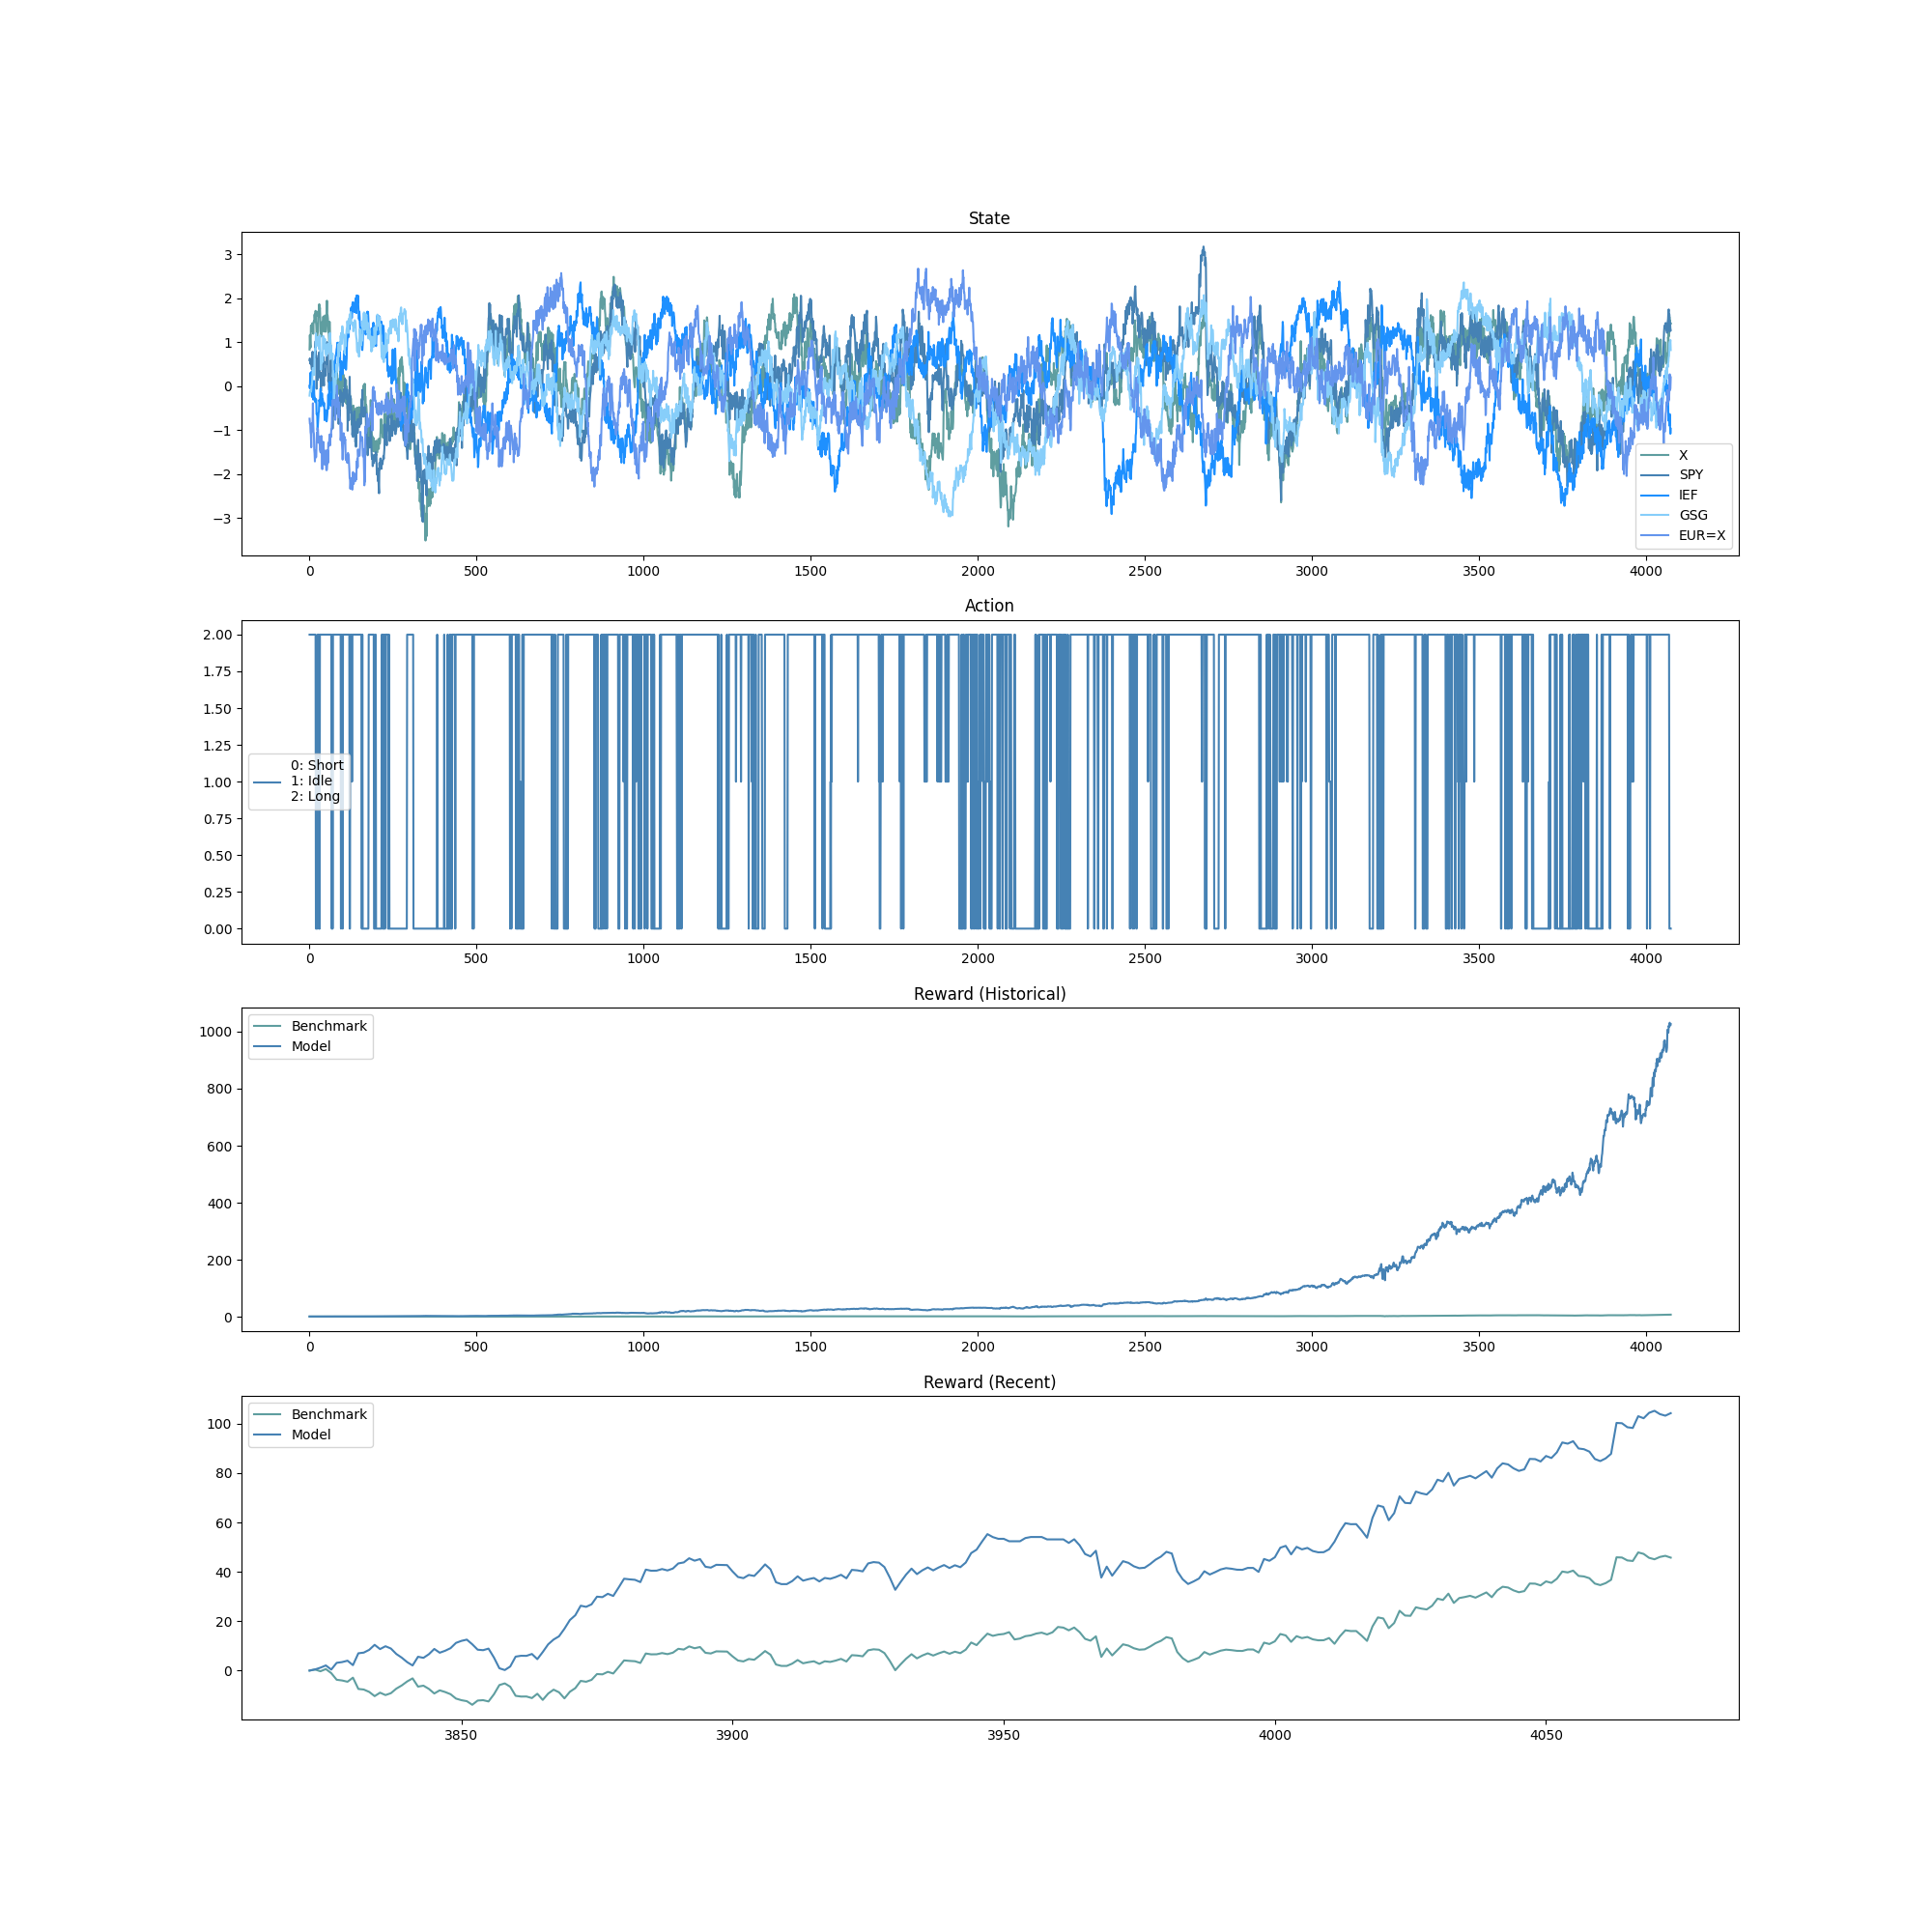 State
3
2
1
0
−1
−2
−3
X
SPY
IEF
GSG
EUR=X
0 500 1000 1500 2000 2500 3000 3500 4000
Action
2.00
1.75
1.50
1.25
1.00
0.75
0.50
0.25
0.00
0: Short
1: Idle
2: Long
0 500 1000 1500 2000 2500 3000 3500 4000
Reward (Historical)
1000
800
600
400
200
0
Benchmark
Model
0 500 1000 1500 2000 2500 3000 3500 4000
Reward (Recent)
100
80
60
40
20
0
Benchmark
Model
3850 3900 3950 4000 4050